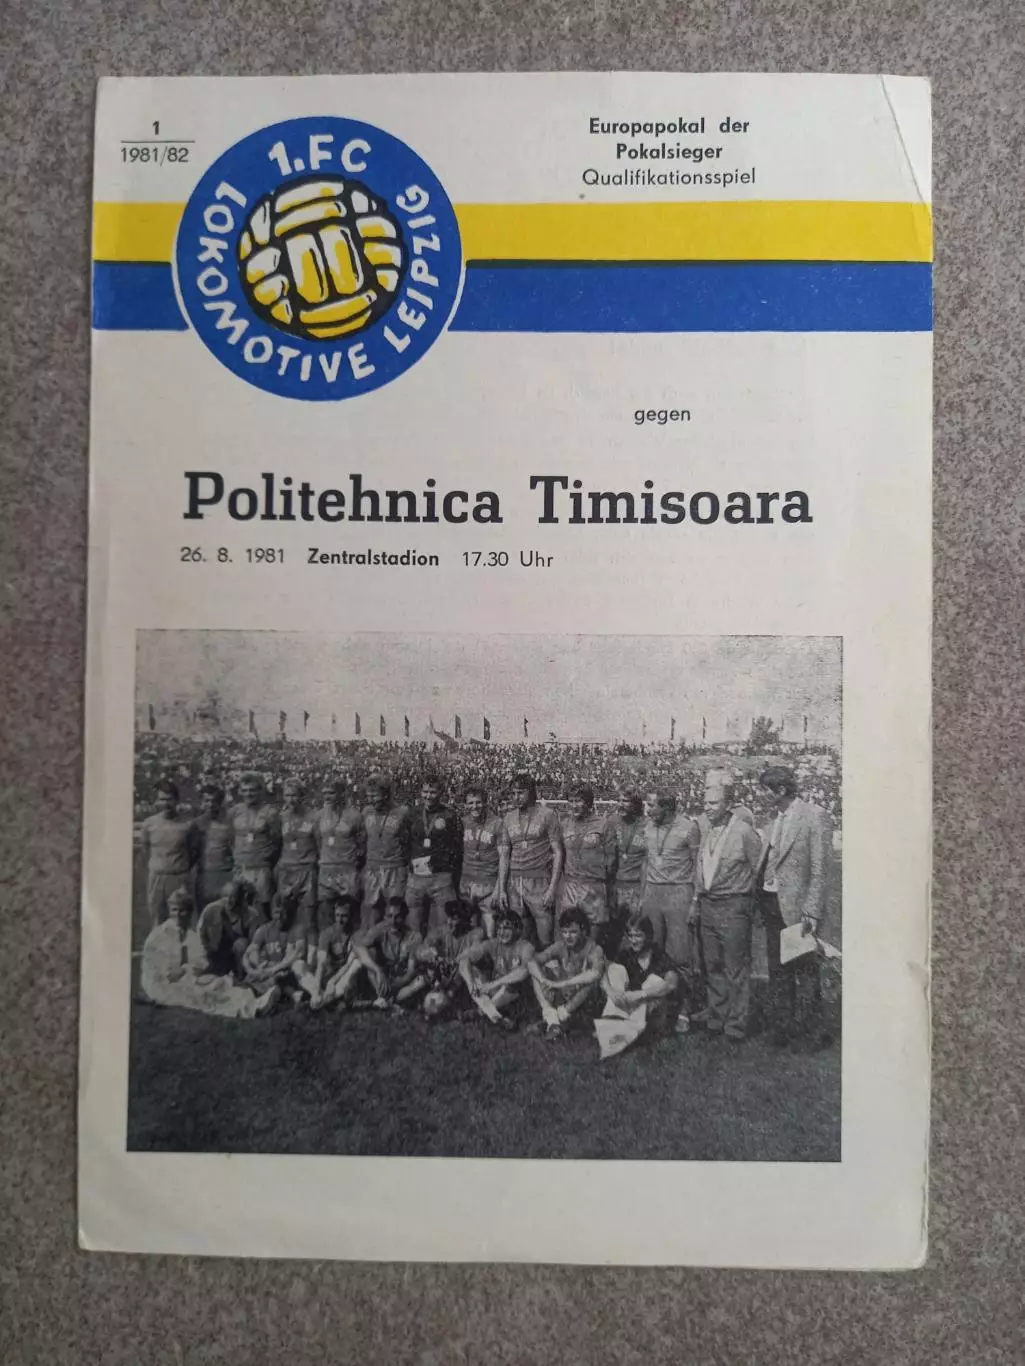 1
1981/82
1.FC
LOKOMOTIVE LEIPZIG
Europapokal der
Pokalsieger
Qualifikationsspiel
gegen
Politehnica Timisoara
26. 8. 1981 Zentralstadion 17.30 Uhr